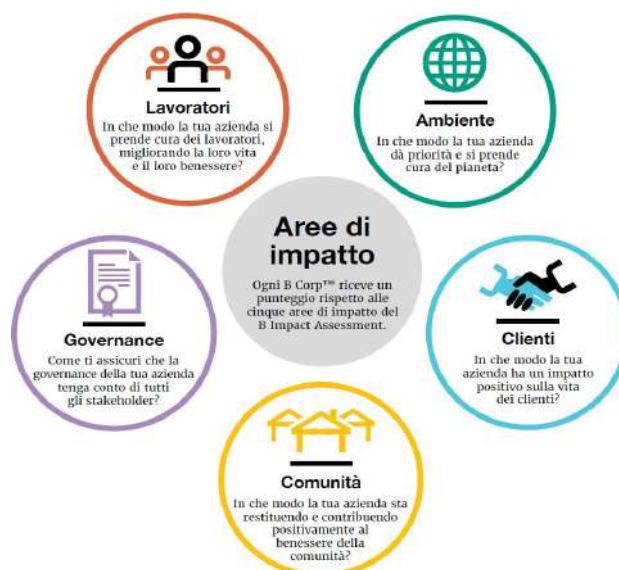 Lavoratori
In che modo la tua azienda si
prende cura dei lavoratori,
migliorando la loro vita
e il loro benessere?
Ambiente
In che modo la tua azienda
dà priorità e si prende
cura del pianeta?
Aree di
impatto
Ogni B Corp™ riceve un
punteggio rispetto alle
cinque aree di impatto del
B Impact Assessment.
Governance
Come ti assicuri che la
governance della tua azienda
tenga conto di tutti
gli stakeholder?
Clienti
In che modo la tua
azienda ha un impatto
positivo sulla vita
dei clienti?
Comunità
In che modo la tua azienda sta
restituendo e contribuendo
positivamente al
benessere della
comunità?